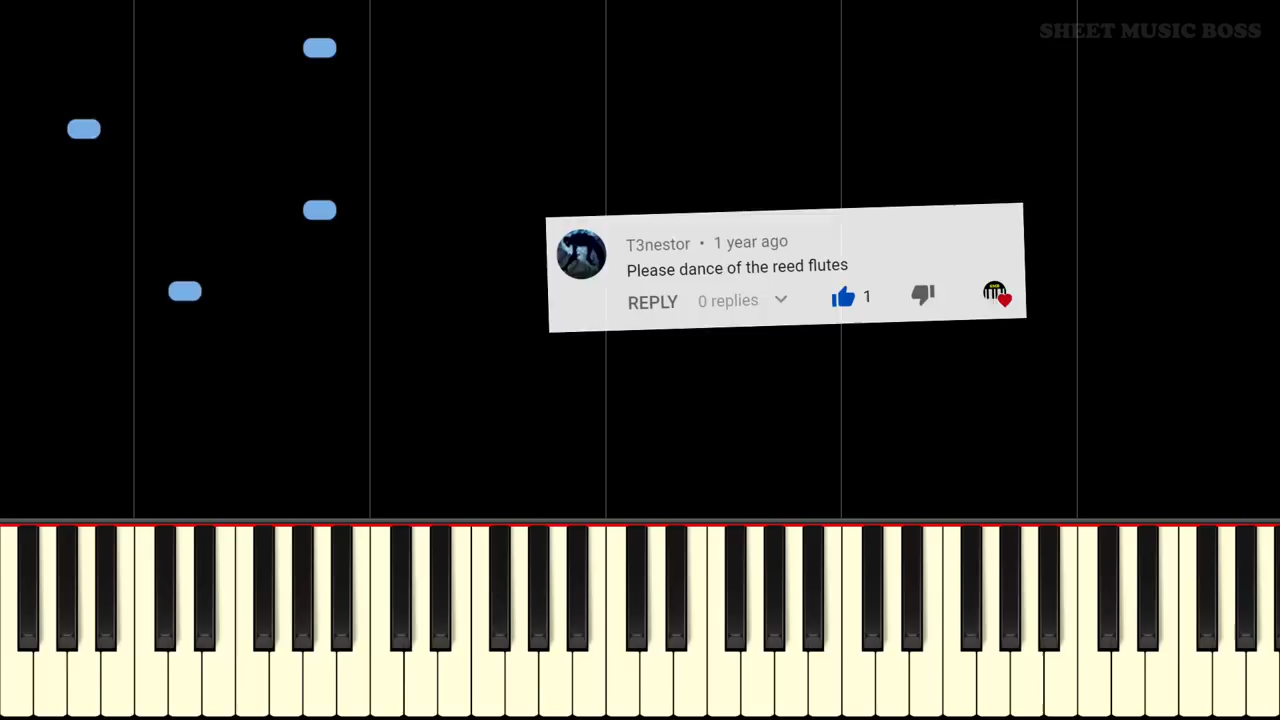 SHEET MUSIC BOSS
T3nestor • 1 year ago
Please dance of the reed flutes
REPLY 0 replies 1